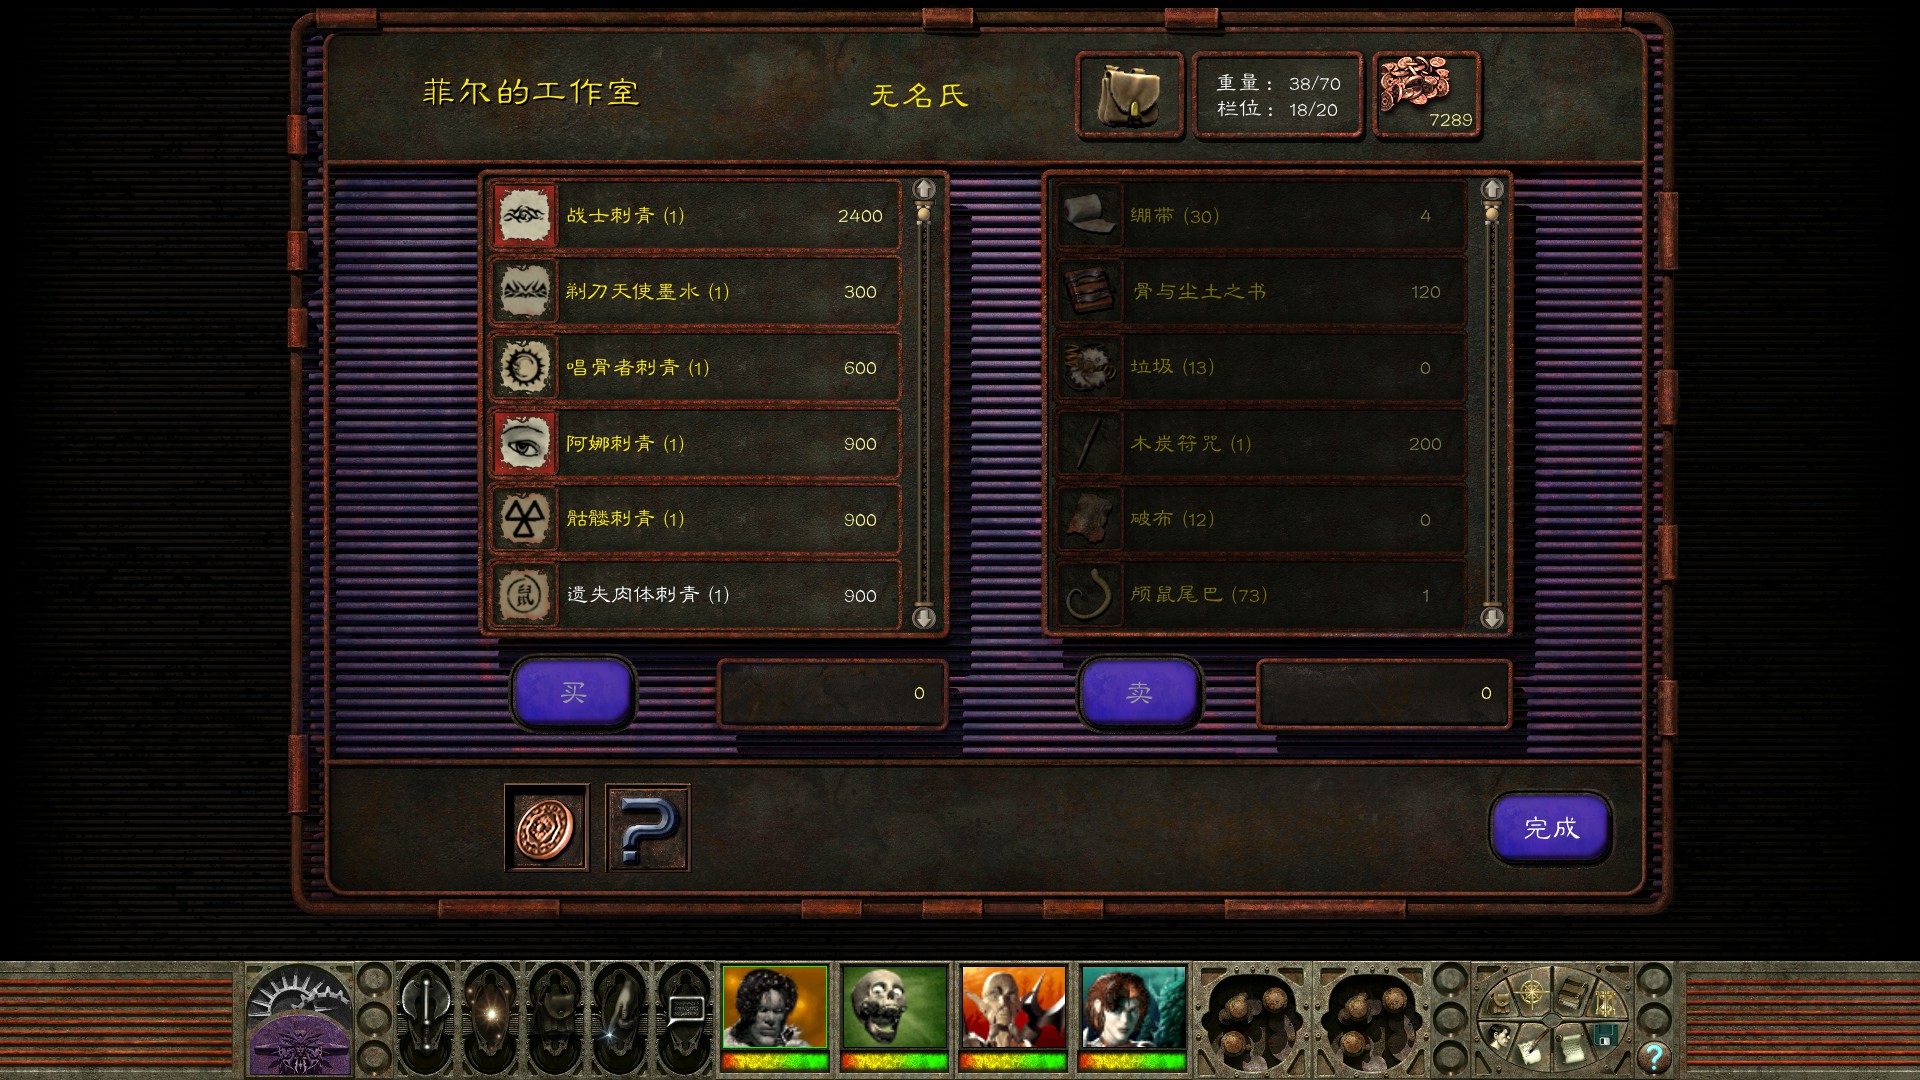 菲尔的工作室
无名氏
重量： 38/70
栏位： 18/20
7289
战士刺青 (1) 2400
剃刀天使墨水 (1) 300
唱骨者刺青 (1) 600
阿娜刺青 (1) 900
骷髅刺青 (1) 900
鼠
遗失肉体刺青 (1) 900
绷带 (30) 4
骨与尘土之书 120
垃圾 (13) 0
木炭符咒 (1) 200
破布 (12) 0
颅鼠尾巴 (73) 1
买
0
卖
0
?
完成
?